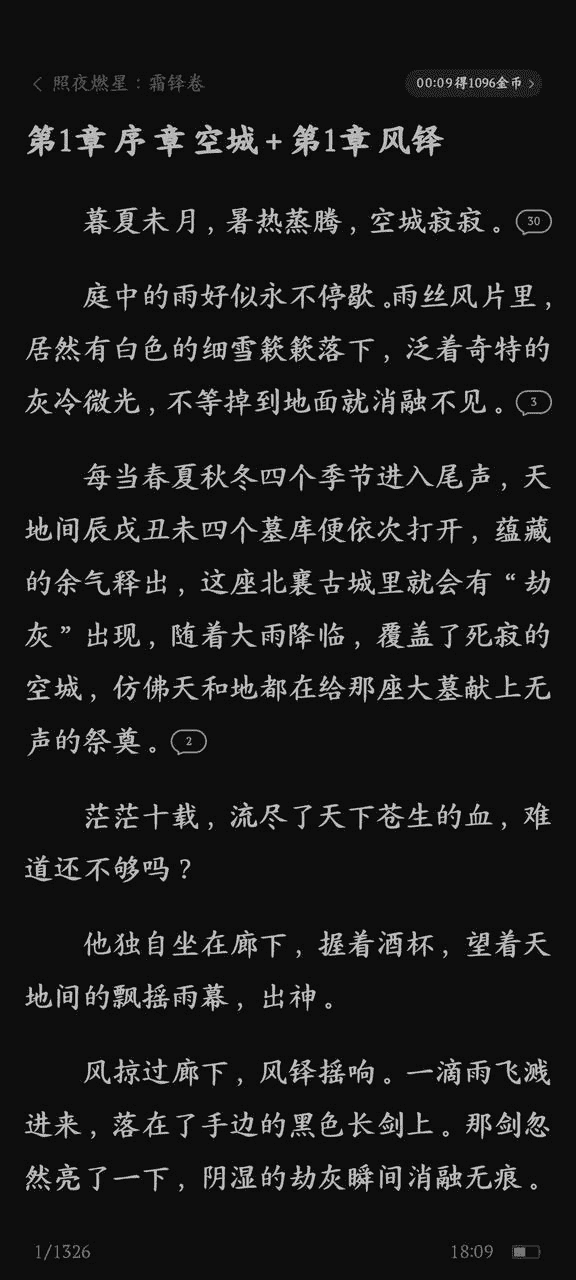 照夜燃星：霜铎卷
00:09得1096金币
第1章 序 章 空城 + 第1章 风铎
暮夏未月，暑热蒸腾，空城寂寂。 30
庭中的雨好似永不停歇。雨丝风片里，
居然有白色的细雪簌簌落下，泛着奇特的
灰冷微光，不等掉到地面就消融不见。 3
每当春夏秋冬四个季节进入尾声，天
地间辰戌丑未四个墓库便依次打开，蕴藏
的余气释出，这座北襄古城里就会有“劫
灰”出现，随着大雨降临，覆盖了死寂的
空城，仿佛天和地都在给那座大墓献上无
声的祭奠。 2
茫茫十载，流尽了天下苍生的血，难
道还不够吗？
他独自坐在廊下，握着酒杯，望着天
地间的飘摇雨幕，出神。
风掠过廊下，风铎摇响。一滴雨飞溅
进来，落在了手边的黑色长剑上。那剑忽
然亮了一下，阴湿的劫灰瞬间消融无痕。
1/1326
18:09